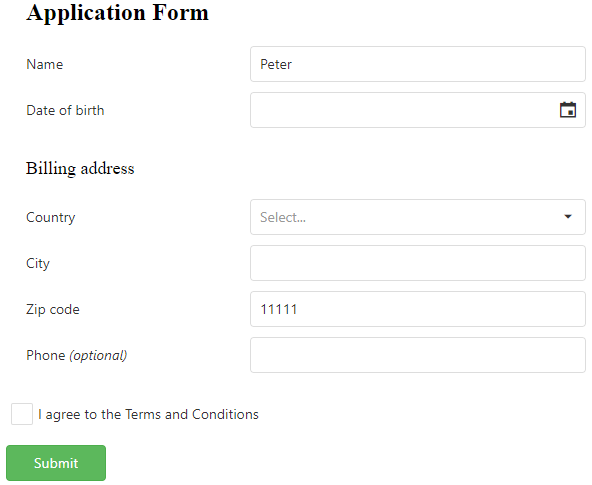 Application Form
Name Peter
Date of birth
Billing address
Country Select...
City
Zip code 11111
Phone (optional)
I agree to the Terms and Conditions
Submit